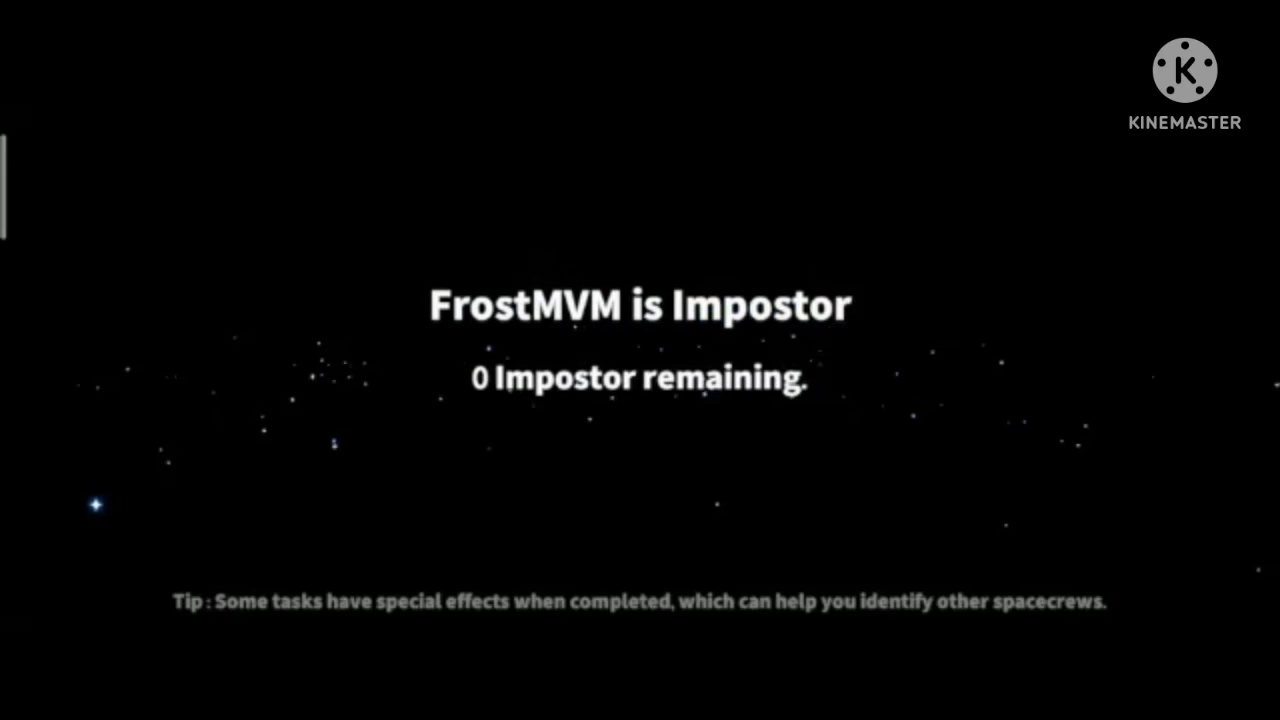 K
KINEMASTER
FrostMVM is Impostor
0 Impostor remaining.
Tip : Some tasks have special effects when completed, which can help you identify other spacecrews.